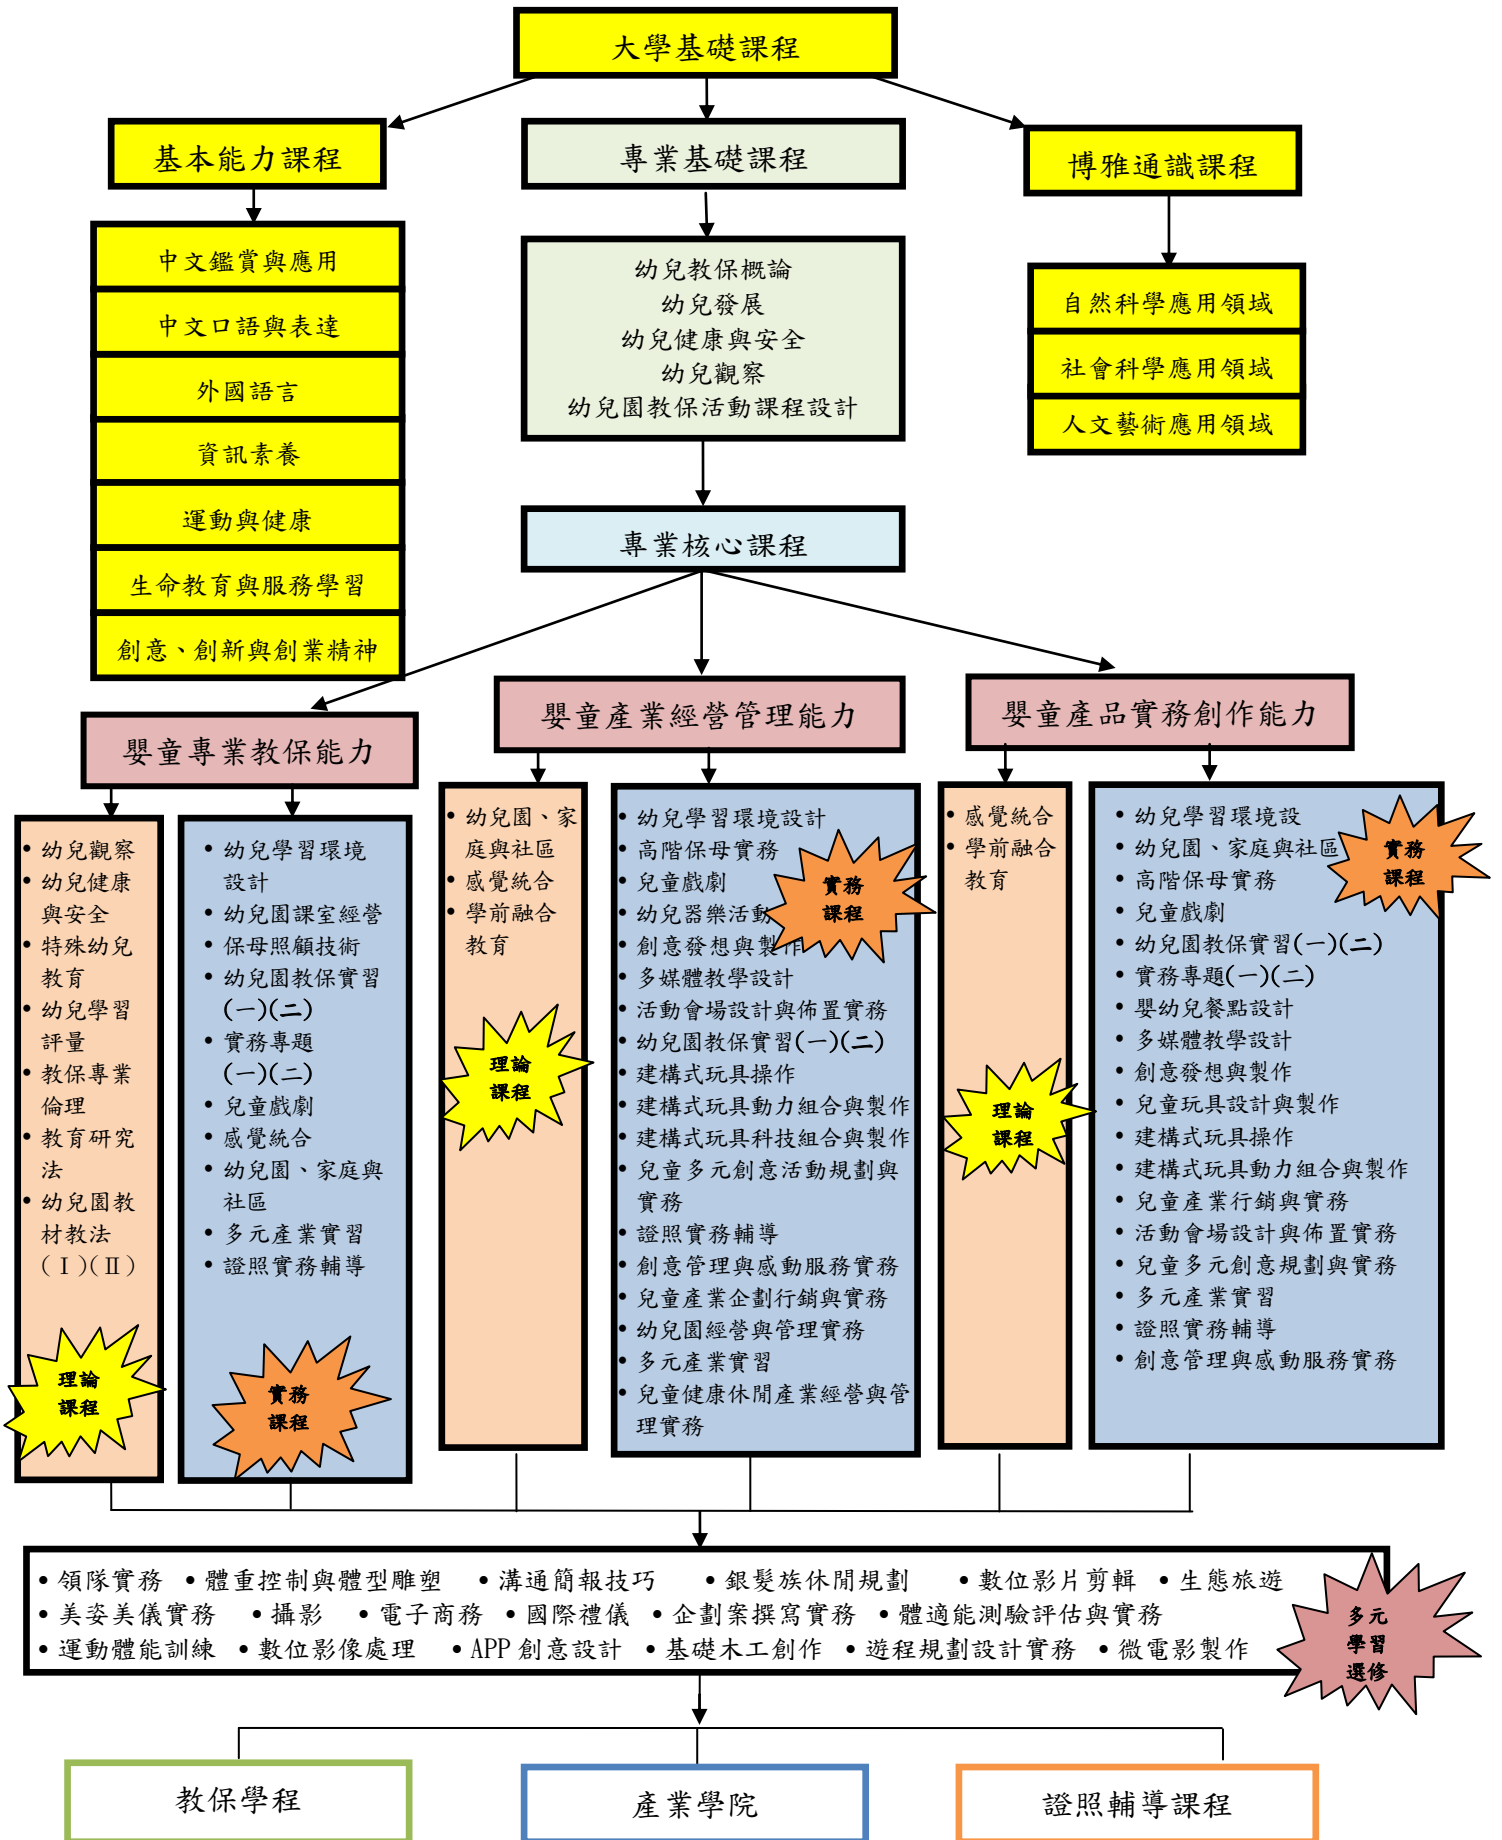 大學基礎課程
基本能力課程
專業基礎課程
博雅通識課程
中文鑑賞與應用
中文口語與表達
外國語言
資訊素養
運動與健康
生命教育與服務學習
創意、創新與創業精神
幼兒教保概論
幼兒發展
幼兒健康與安全
幼兒觀察
幼兒園教保活動課程設計
自然科學應用領域
社會科學應用領域
人文藝術應用領域
專業核心課程
嬰童專業教保能力
嬰童產業經營管理能力
嬰童產品實務創作能力
• 幼兒觀察
• 幼兒健康
與安全
• 特殊幼兒
教育
• 幼兒學習
評量
• 教保專業
倫理
• 教育研究
法
• 幼兒園教
材教法
(Ⅰ)(Ⅱ)
理論
課程
• 幼兒學習環境
設計
• 幼兒園課室經營
• 保母照顧技術
• 幼兒園教保實習
(一)(二)
• 實務專題
(一)(二)
• 兒童戲劇
• 感覺統合
• 幼兒園、家庭與
社區
• 多元產業實習
• 證照實務輔導
實務
課程
• 幼兒園、家
庭與社區
• 感覺統合
• 學前融合
教育
理論
課程
• 幼兒學習環境設計
• 高階保母實務
• 兒童戲劇
• 幼兒器樂活動
• 創意發想與製作
• 多媒體教學設計
• 活動會場設計與佈置實務
• 幼兒園教保實習(一)(二)
• 建構式玩具操作
• 建構式玩具動力組合與製作
• 建構式玩具科技組合與製作
• 兒童多元創意活動規劃與
實務
• 證照實務輔導
• 創意管理與感動服務實務
• 兒童產業企劃行銷與實務
• 幼兒園經營與管理實務
• 多元產業實習
• 兒童健康休閒產業經營與管
理實務
實務
課程
• 感覺統合
• 學前融合
教育
理論
課程
• 幼兒學習環境設
• 幼兒園、家庭與社區
• 高階保母實務
• 兒童戲劇
• 幼兒園教保實習(一)(二)
• 實務專題(一)(二)
• 嬰幼兒餐點設計
• 多媒體教學設計
• 創意發想與製作
• 兒童玩具設計與製作
• 建構式玩具操作
• 建構式玩具動力組合與製作
• 兒童產業行銷與實務
• 活動會場設計與佈置實務
• 兒童多元創意規劃與實務
• 多元產業實習
• 證照實務輔導
• 創意管理與感動服務實務
實務
課程
• 領隊實務 • 體重控制與體型雕塑 • 溝通簡報技巧 • 銀髮族休閒規劃 • 數位影片剪輯 • 生態旅遊
• 美姿美儀實務 • 攝影 • 電子商務 • 國際禮儀 • 企劃案撰寫實務 • 體適能測驗評估與實務
• 運動體能訓練 • 數位影像處理 • APP 創意設計 • 基礎木工創作 • 遊程規劃設計實務 • 微電影製作
多元
學習
選修
教保學程
產業學院
證照輔導課程